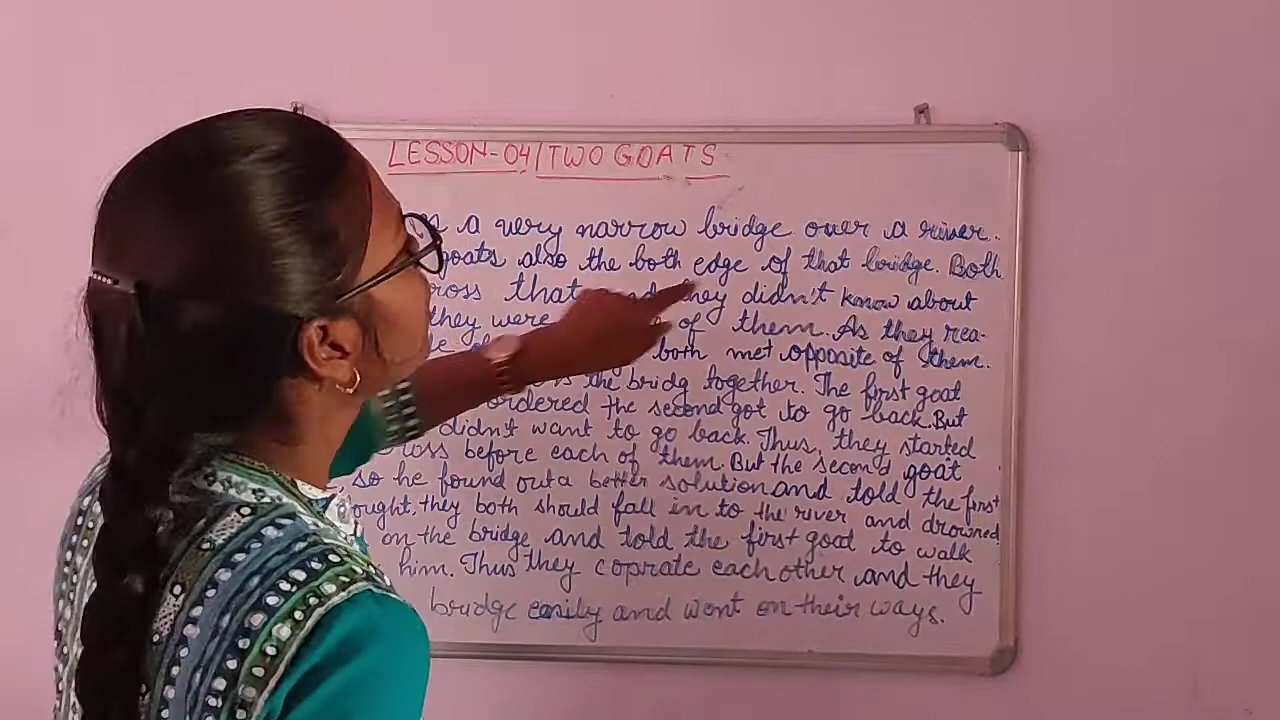 LESSON-04/TWO GOATS
a very narrow bridge over a river.
goats also the both edge of that bridge. Both
that they didn't know about
they were of them. As they rea-
both met opposite of them.
the bridg together. The first goat
ordered the second got to go back. But
didn't want to go back. Thus, they started
before each of them. But the second goat
so he found out a better solution and told the first
they both should fall in to the river and drowned
on the bridge and told the first goat to walk
him. Thus they coprate each other and they
bridge easily and went on their ways.